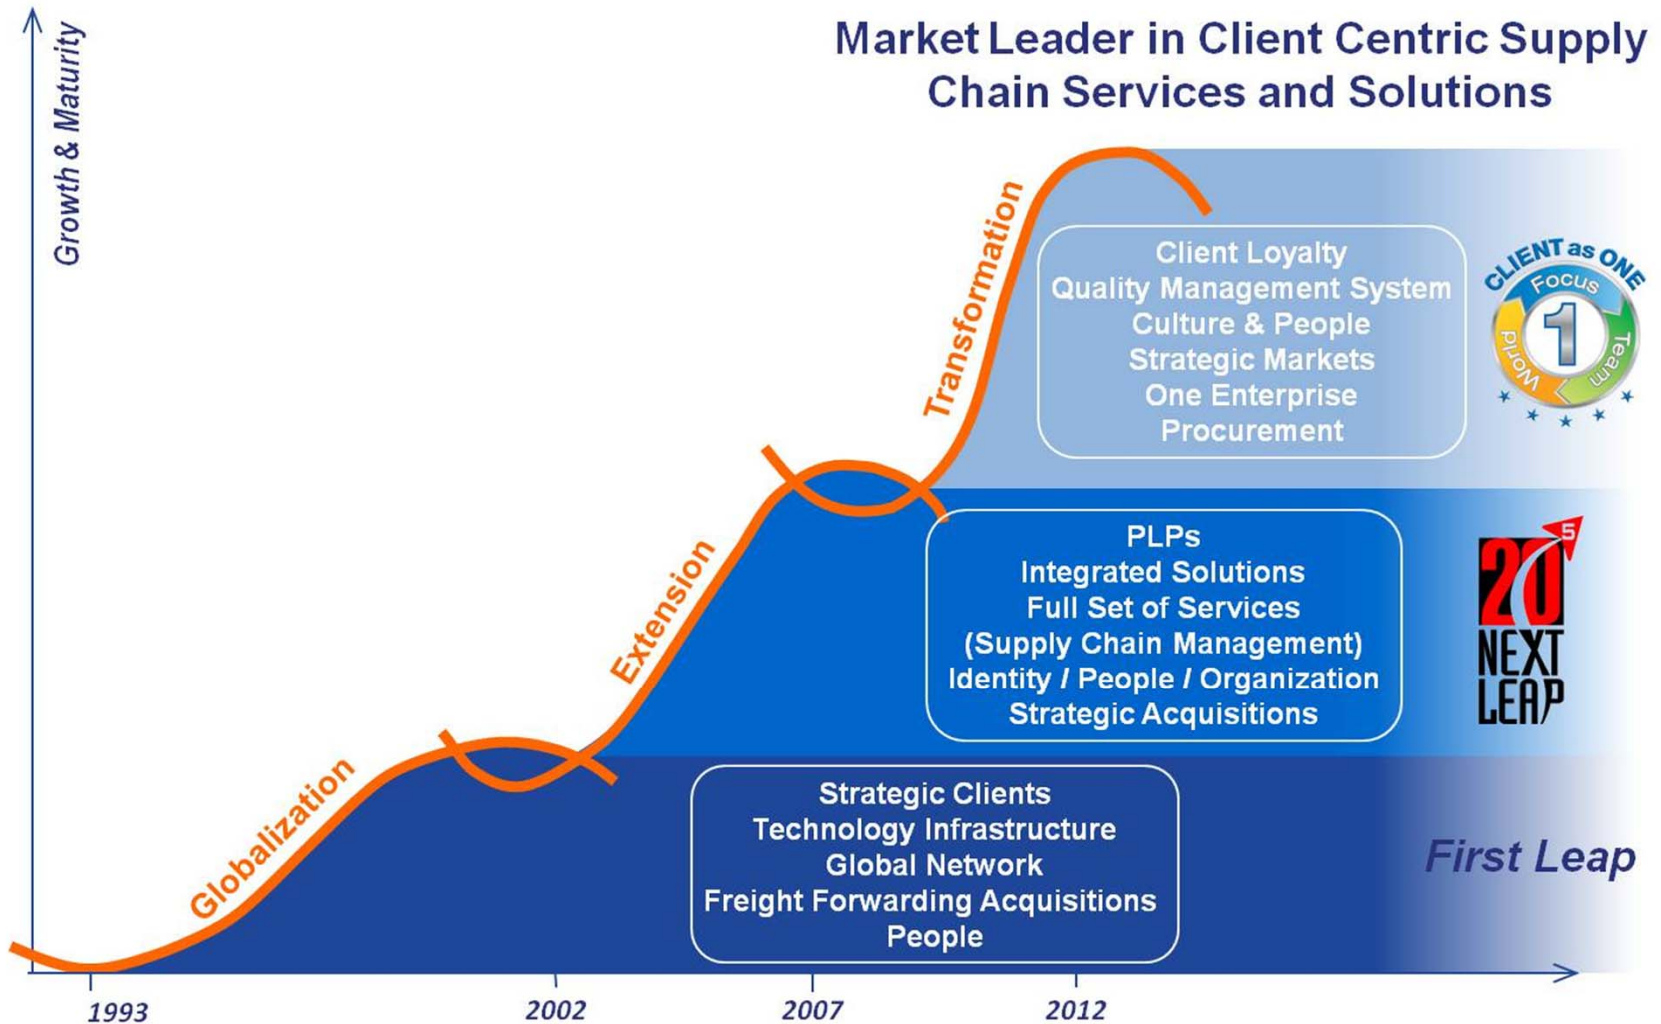 Market Leader in Client Centric Supply
Chain Services and Solutions
Growth & Maturity
Transformation
Client Loyalty
Quality Management System
Culture & People
Strategic Markets
One Enterprise
Procurement
CLIENT as ONE
Focus
1
World
Team
Extension
PLPs
Integrated Solutions
Full Set of Services
(Supply Chain Management)
Identity / People / Organization
Strategic Acquisitions
5
20
NEXT
LEAP
Globalization
Strategic Clients
Technology Infrastructure
Global Network
Freight Forwarding Acquisitions
People
First Leap
1993
2002
2007
2012